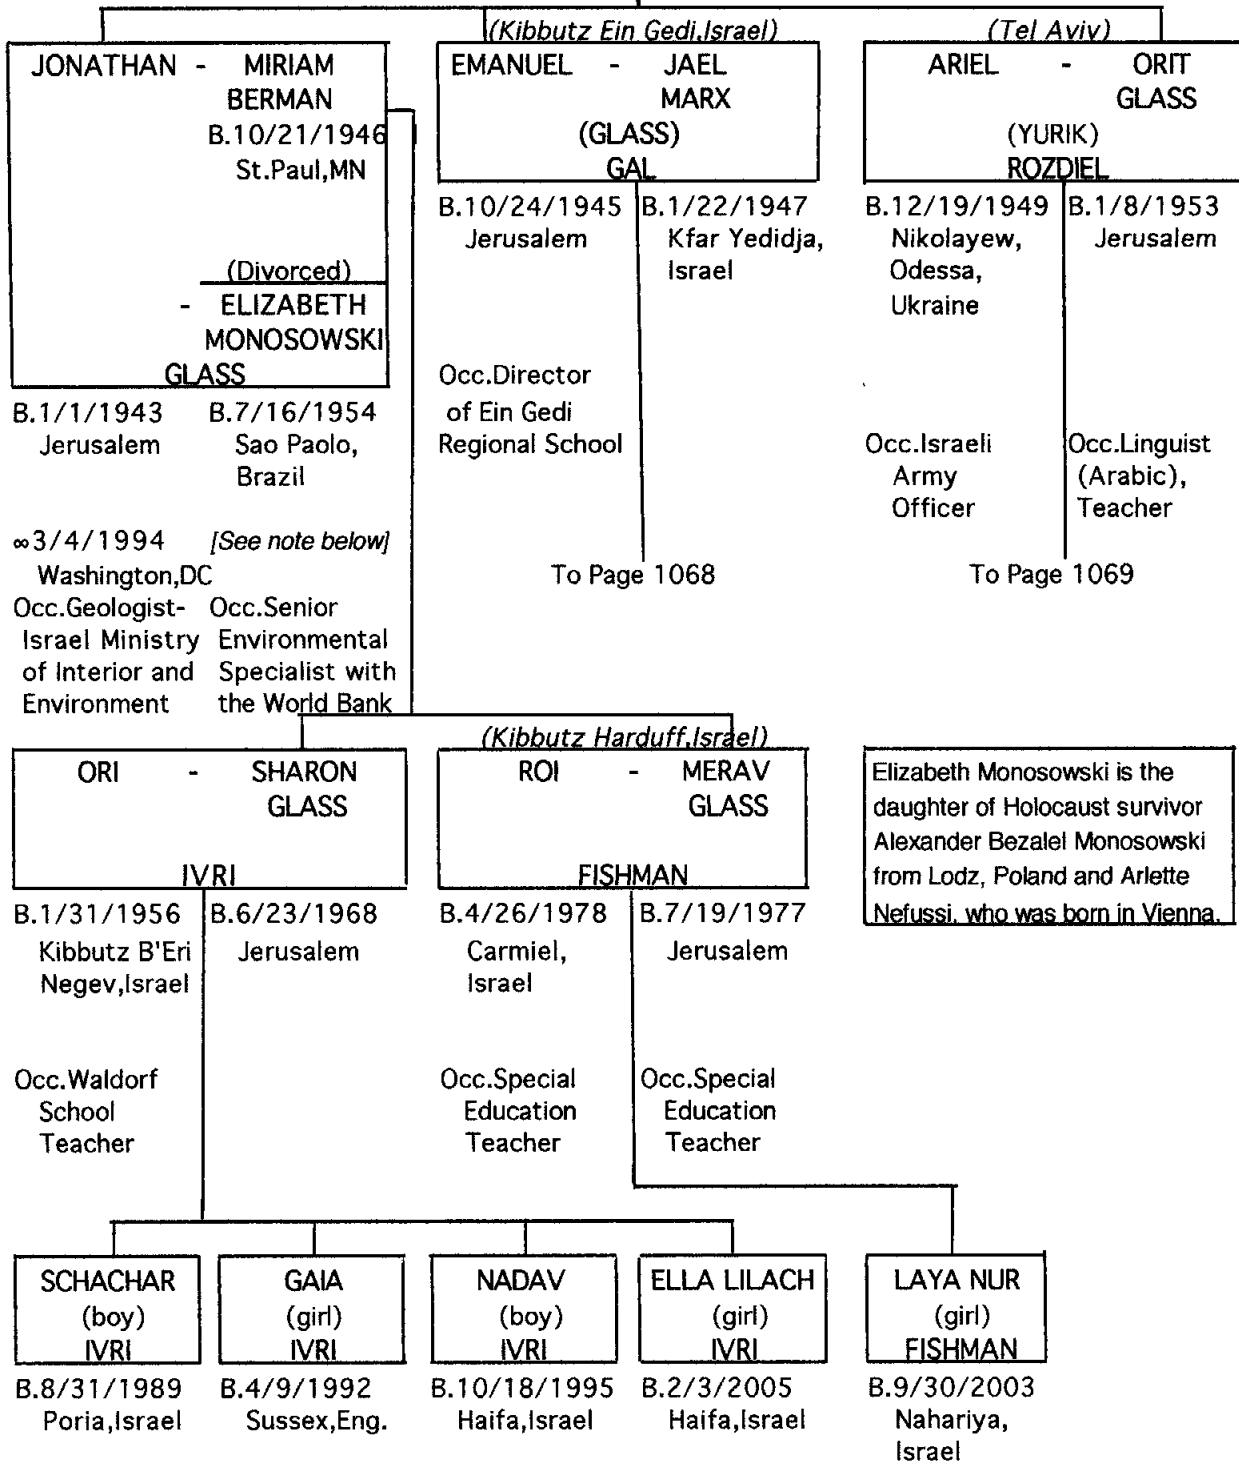 (Kibbutz Ein Gedi,Israel)
(Tel Aviv)
JONATHAN - MIRIAM
BERMAN
B.10/21/1946
St.Paul,MN
(Divorced)
- ELIZABETH
MONOSOWSKI
GLASS
B.1/1/1943 B.7/16/1954
Jerusalem Sao Paolo,
Brazil
∞3/4/1994 [See note below]
Washington,DC
Occ.Geologist- Occ.Senior
Israel Ministry Environmental
of Interior and Specialist with
Environment the World Bank
EMANUEL - JAEL
MARX
(GLASS)
GAL
B.10/24/1945 B.1/22/1947
Jerusalem Kfar Yedidja,
Israel
Occ.Director
of Ein Gedi
Regional School
To Page 1068
ARIEL - ORIT
GLASS
(YURIK)
ROZDIEL
B.12/19/1949 B.1/8/1953
Nikolayew, Jerusalem
Odessa,
Ukraine
Occ.Israeli Occ.Linguist
Army (Arabic),
Officer Teacher
To Page 1069
ORI - SHARON
GLASS
IVRI
B.1/31/1956 B.6/23/1968
Kibbutz B'Eri Jerusalem
Negev,Israel
Occ.Waldorf
School
Teacher
(Kibbutz Harduff,Israel)
ROI - MERAV
GLASS
FISHMAN
B.4/26/1978 B.7/19/1977
Carmiel, Jerusalem
Israel
Occ.Special Occ.Special
Education Education
Teacher Teacher
Elizabeth Monosowski is the
daughter of Holocaust survivor
Alexander Bezalel Monosowski
from Lodz, Poland and Arlette
Nefussi, who was born in Vienna.
SCHACHAR
(boy)
IVRI
B.8/31/1989
Poria,Israel
GAIA
(girl)
IVRI
B.4/9/1992
Sussex,Eng.
NADAV
(boy)
IVRI
B.10/18/1995
Haifa,Israel
ELLA LILACH
(girl)
IVRI
B.2/3/2005
Haifa,Israel
LAYA NUR
(girl)
FISHMAN
B.9/30/2003
Nahariya,
Israel